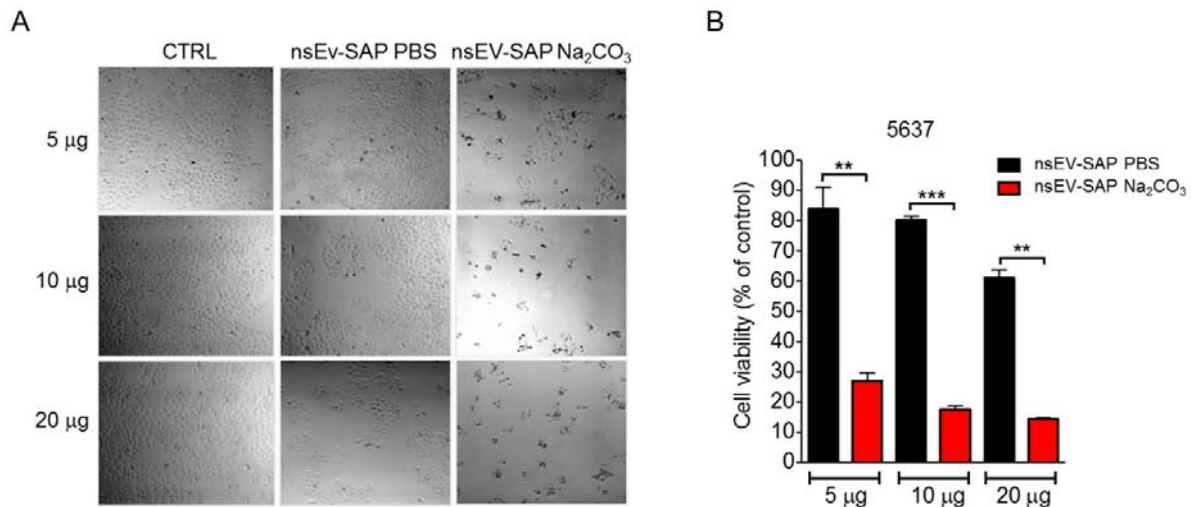 A
CTRL nsEv-SAP PBS nsEV-SAP Na₂CO₃
5 µg
10 µg
20 µg
B
5637
nsEV-SAP PBS
nsEV-SAP Na₂CO₃
Cell viability (% of control)
100
90
80
70
60
50
40
30
20
10
0
** *** **
5 µg 10 µg 20 µg